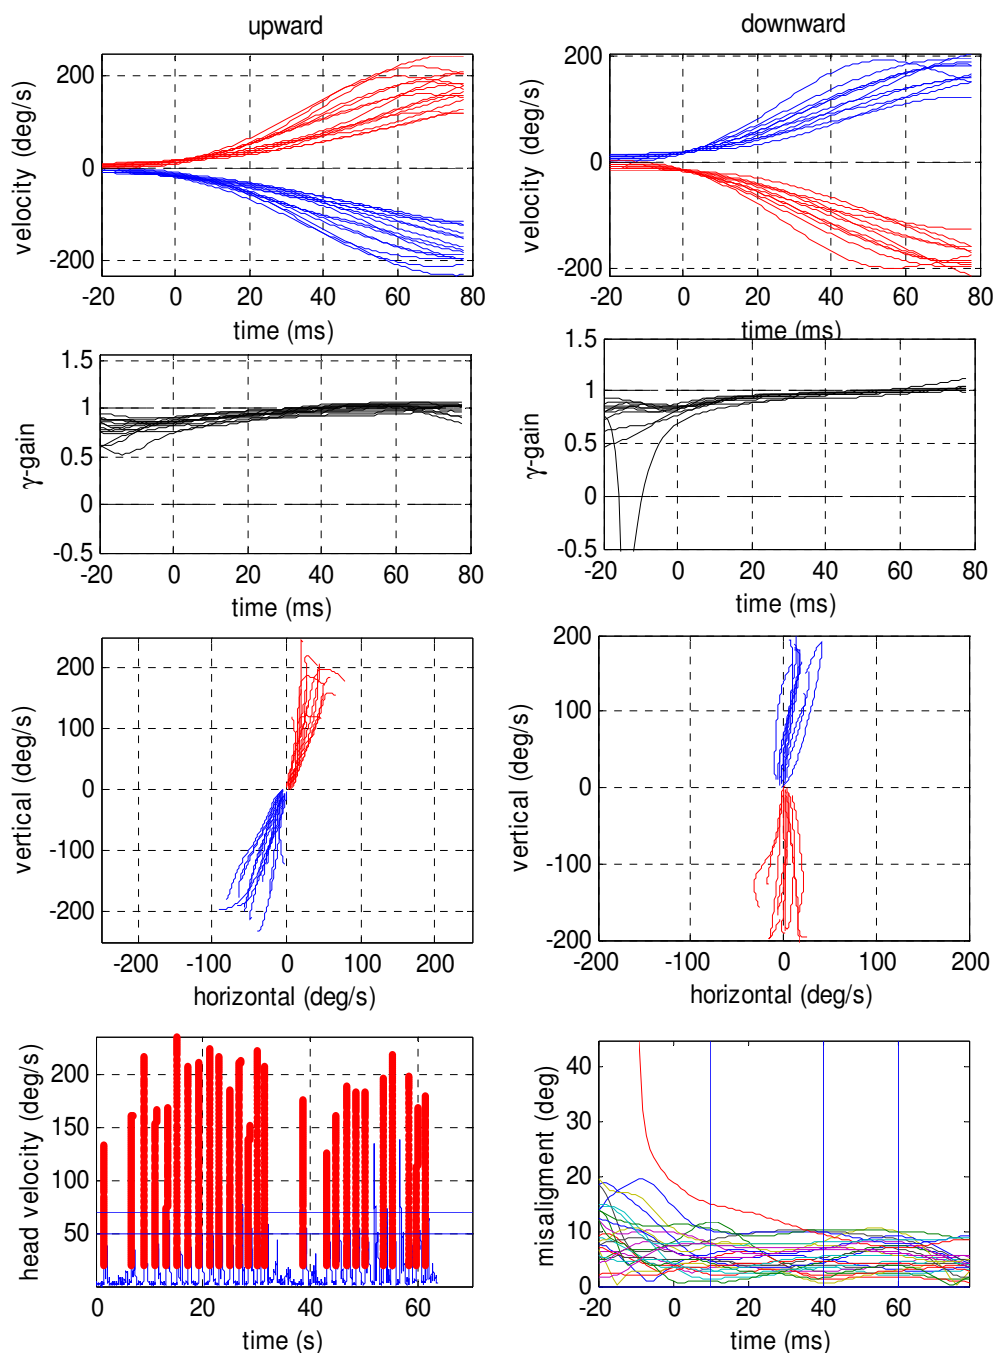 upward
downward
velocity (deg/s)
200
0
-200
-20 0 20 40 60 80
time (ms)
velocity (deg/s)
200
0
-200
-20 0 20 40 60 80
time (ms)
γ-gain
1.5
1
0.5
0
-0.5
-20 0 20 40 60 80
time (ms)
γ-gain
1.5
1
0.5
0
-0.5
-20 0 20 40 60 80
time (ms)
vertical (deg/s)
200
100
0
-100
-200
-200 -100 0 100 200
horizontal (deg/s)
vertical (deg/s)
200
100
0
-100
-200
-200 -100 0 100 200
horizontal (deg/s)
head velocity (deg/s)
200
150
100
50
0 20 40 60
time (s)
misalignment (deg)
40
30
20
10
0
-20 0 20 40 60
time (ms)